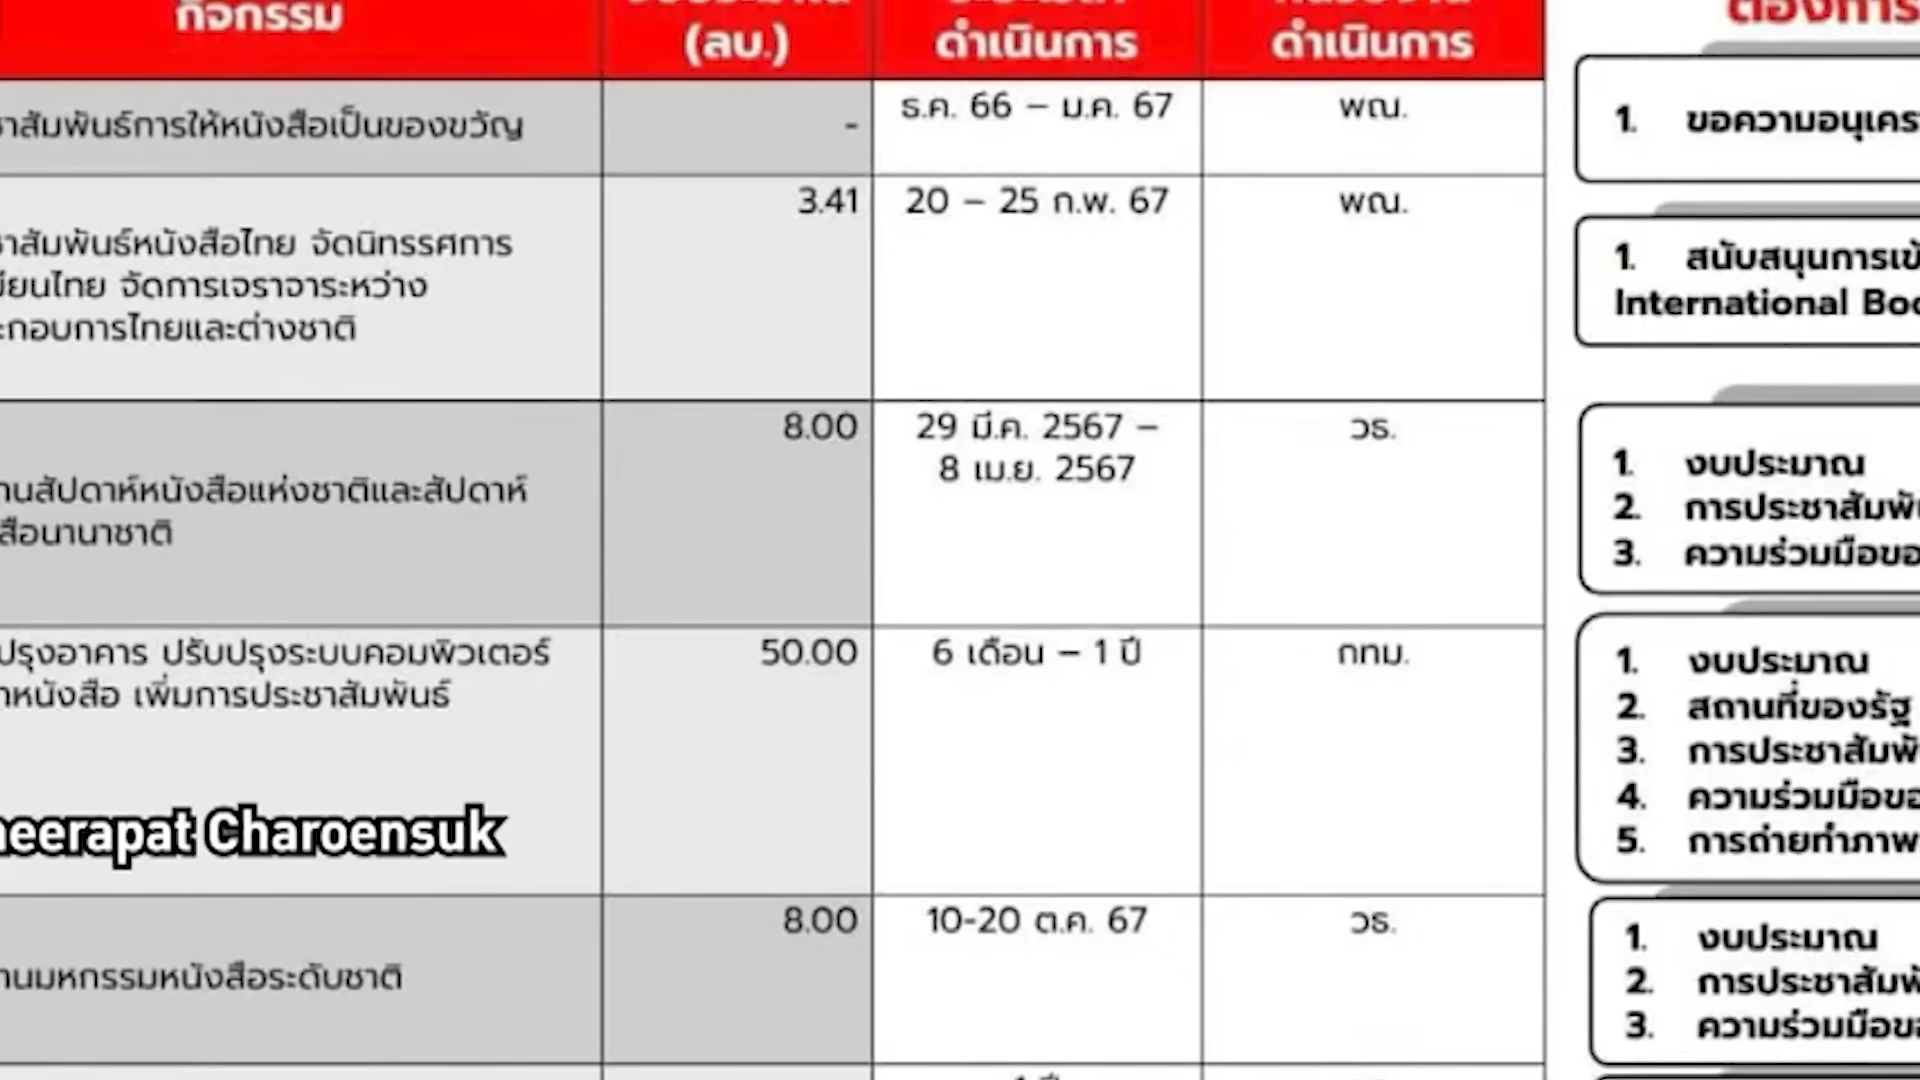 กิจกรรม
(ลบ.)
ดำเนินการ
ดำเนินการ
ต้องการ
ชาสัมพันธ์การให้หนังสือเป็นของขวัญ
-
ธ.ค. 66 – ม.ค. 67
พณ.
1. ขอความอนุเคร
ชาสัมพันธ์หนังสือไทย จัดนิทรรศการ
ขียนไทย จัดการเจราจาระหว่าง
ะกอบการไทยและต่างชาติ
3.41
20 – 25 ก.พ. 67
พณ.
1. สนับสนุนการเข้
International Boo
านสัปดาห์หนังสือแห่งชาติและสัปดาห์
สือนานาชาติ
8.00
29 มี.ค. 2567 –
8 เม.ย. 2567
วธ.
1. งบประมาณ
2. การประชาสัมพัน
3. ความร่วมมือขอ
ปรุงอาคาร ปรับปรุงระบบคอมพิวเตอร์
าหนังสือ เพิ่มการประชาสัมพันธ์
50.00
6 เดือน – 1 ปี
กทม.
1. งบประมาณ
2. สถานที่ของรัฐ
3. การประชาสัมพั
4. ความร่วมมือขอ
5. การถ่ายทำภาพ
heerapat Charoensuk
านมหกรรมหนังสือระดับชาติ
8.00
10-20 ต.ค. 67
วธ.
1. งบประมาณ
2. การประชาสัมพั
3. ความร่วมมือขอ